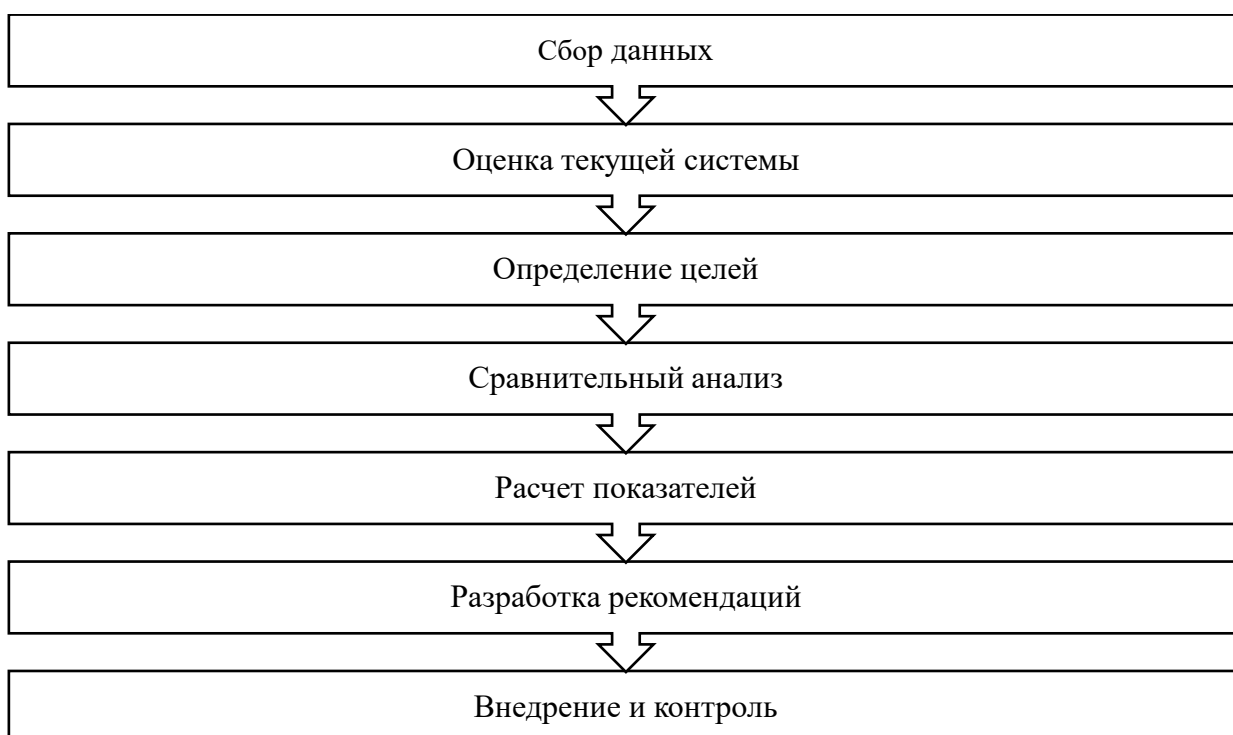 Сбор данных
Оценка текущей системы
Определение целей
Сравнительный анализ
Расчет показателей
Разработка рекомендаций
Внедрение и контроль